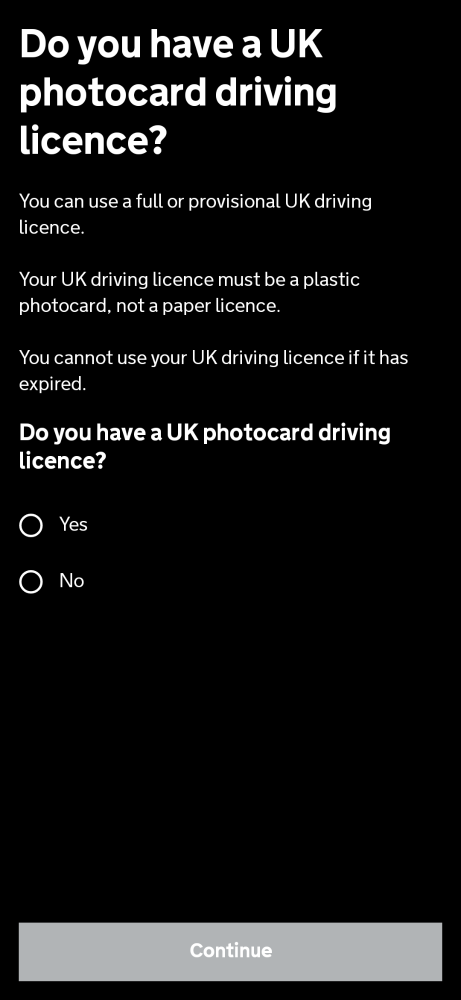 Do you have a UK
photocard driving
licence?
You can use a full or provisional UK driving
licence.
Your UK driving licence must be a plastic
photocard, not a paper licence.
You cannot use your UK driving licence if it has
expired.
Do you have a UK photocard driving
licence?
Yes
No
Continue